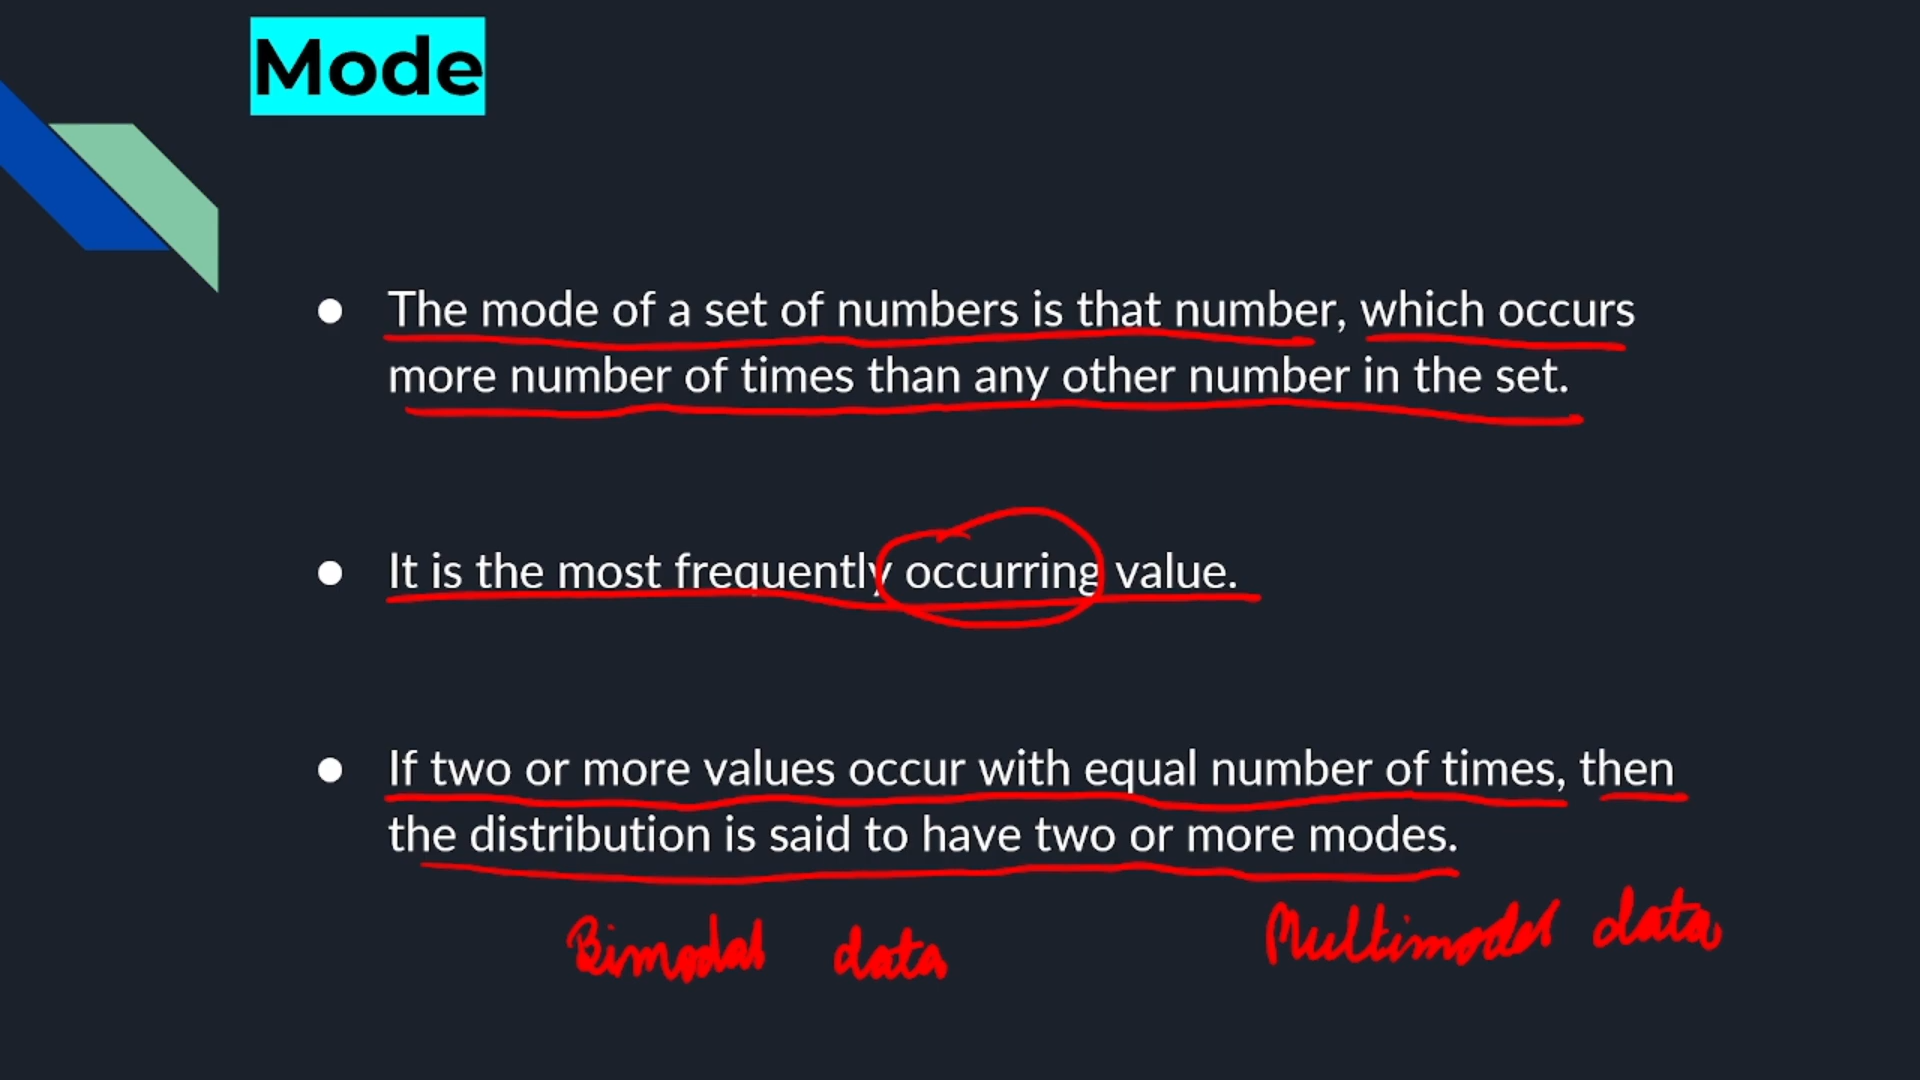 Mode
● The mode of a set of numbers is that number, which occurs
more number of times than any other number in the set.
● It is the most frequently occurring value.
● If two or more values occur with equal number of times, then
the distribution is said to have two or more modes.
Bimodal data Multimodal data